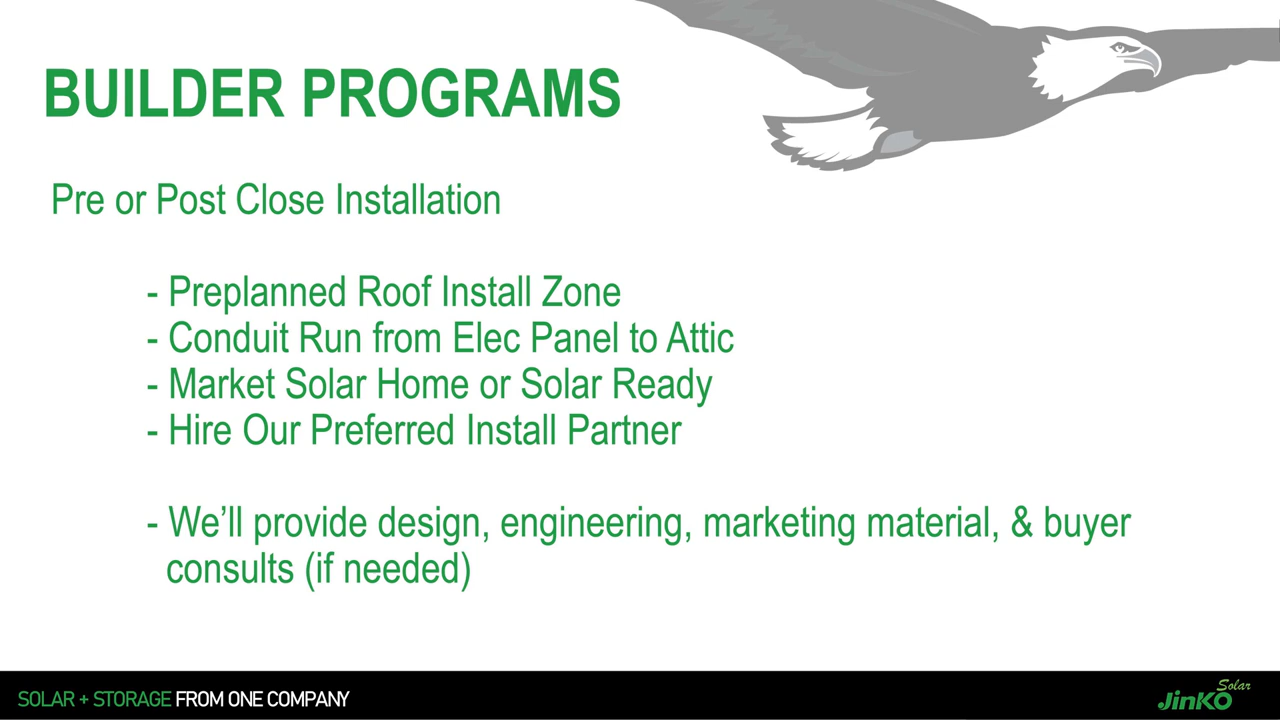 BUILDER PROGRAMS
Pre or Post Close Installation
- Preplanned Roof Install Zone
- Conduit Run from Elec Panel to Attic
- Market Solar Home or Solar Ready
- Hire Our Preferred Install Partner
- We’ll provide design, engineering, marketing material, & buyer
consults (if needed)
SOLAR + STORAGE FROM ONE COMPANY
Solar
JinKO